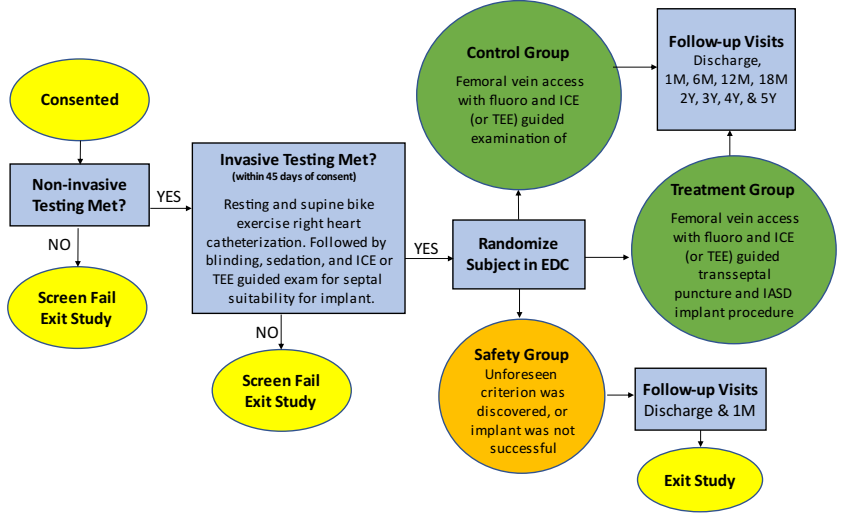 Consented
Non-invasive
Testing Met?
YES
NO
Screen Fail
Exit Study
Invasive Testing Met?
(within 45 days of consent)
Resting and supine bike
exercise right heart
catheterization. Followed by
blinding, sedation, and ICE or
TEE guided exam for septal
suitability for implant.
YES
NO
Screen Fail
Exit Study
Randomize
Subject in EDC
Control Group
Femoral vein access
with fluoro and ICE
(or TEE) guided
examination of
Follow-up Visits
Discharge,
1M, 6M, 12M, 18M
2Y, 3Y, 4Y, & 5Y
Treatment Group
Femoral vein access
with fluoro and ICE
(or TEE) guided
transseptal
puncture and IASD
implant procedure
Safety Group
Unforeseen
criterion was
discovered, or
implant was not
successful
Follow-up Visits
Discharge & 1M
Exit Study